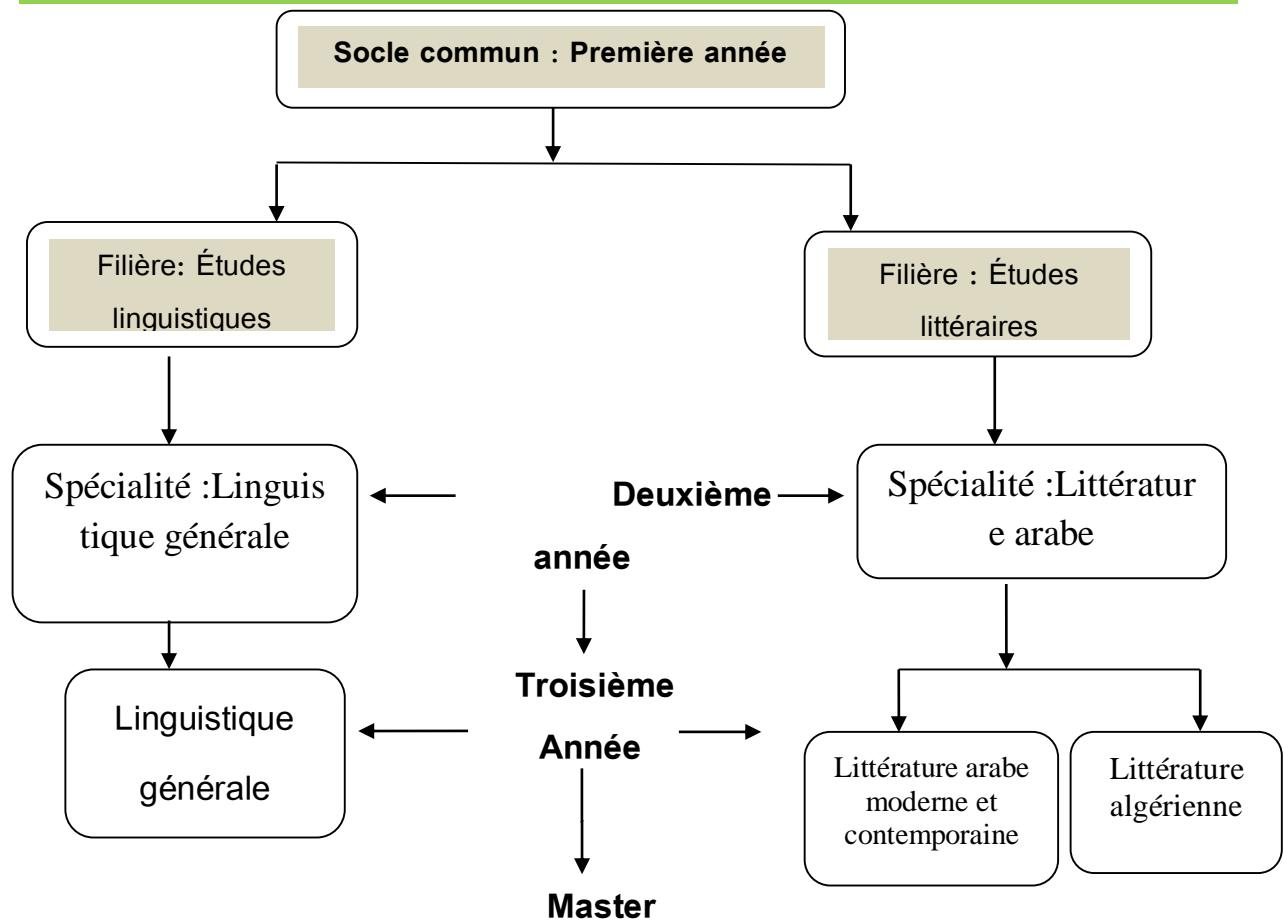 Socle commun : Première année
Filière: Études
linguistiques
Filière : Études
littéraires
Spécialité :Linguis
tique générale
Deuxième
année
Spécialité :Littératur
e arabe
Troisième
Année
Linguistique
générale
Littérature arabe
moderne et
contemporaine
Littérature
algérienne
Master